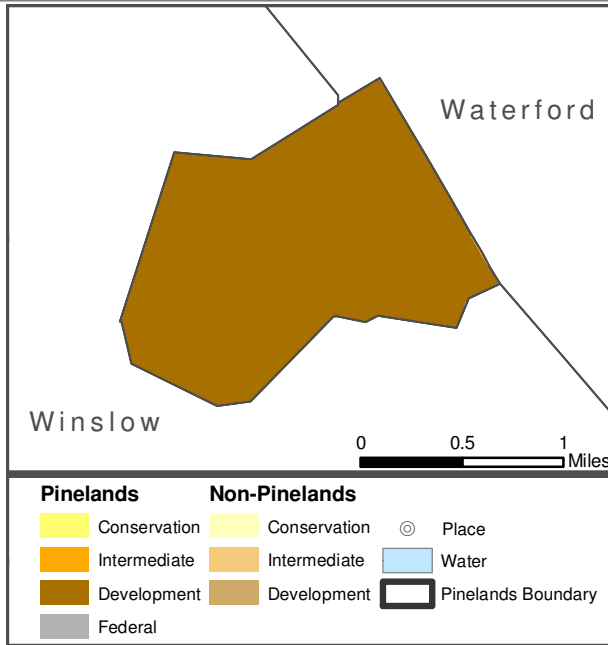 Waterford
Winslow
0 0.5 1
Miles
Pinelands Non-Pinelands
Conservation Conservation Place
Intermediate Intermediate Water
Development Development Pinelands Boundary
Federal